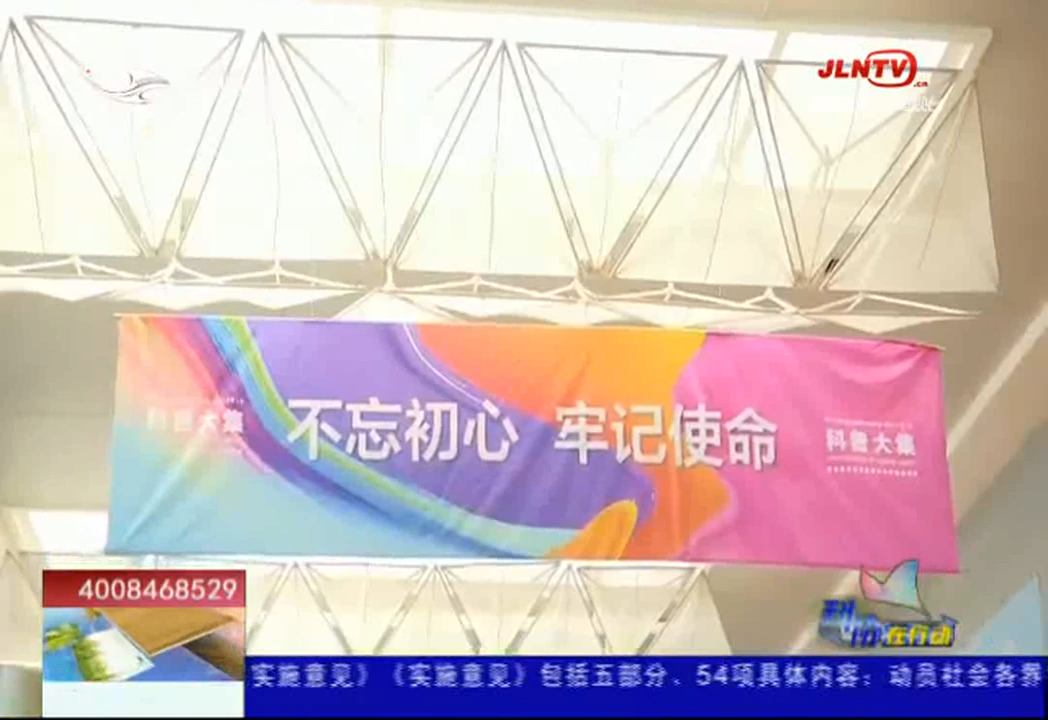 JLNTV.cn
不忘初心 牢记使命
科普大集
科普大集
4008468529
科协在行动
实施意见》《实施意见》包括五部分、54项具体内容：动员社会各界